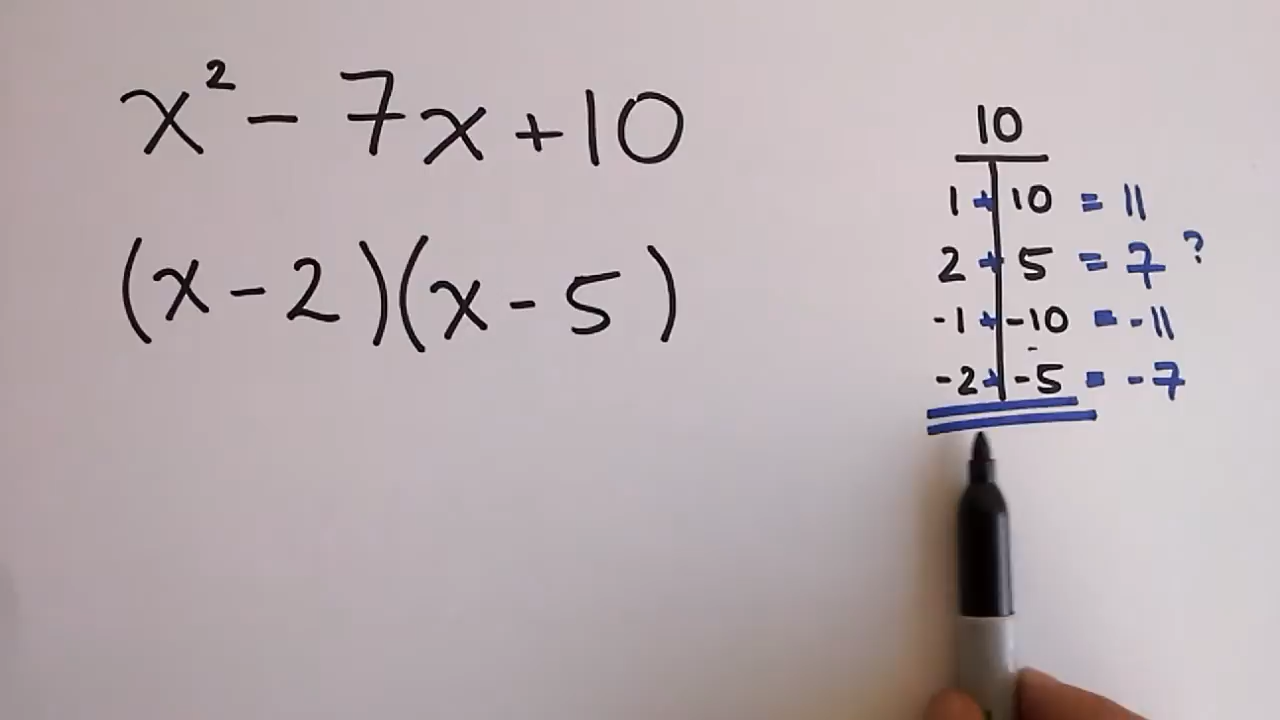 x² - 7x + 10
(x - 2)(x - 5)
10
1 + 10 = 11
2 + 5 = 7 ?
-1 + -10 = -11
-2 + -5 = -7